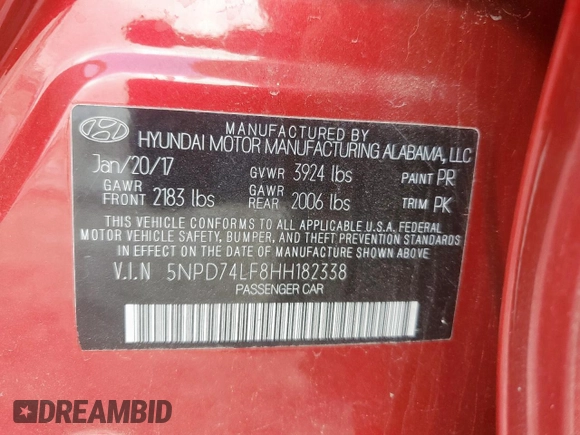 MANUFACTURED BY
HYUNDAI MOTOR MANUFACTURING ALABAMA, LLC
Jan/20/17 GVWR 3924 lbs PAINT PR
GAWR FRONT 2183 lbs GAWR REAR 2006 lbs TRIM PK
THIS VEHICLE CONFORMS TO ALL APPLICABLE U.S.A. FEDERAL
MOTOR VEHICLE SAFETY, BUMPER, AND THEFT PREVENTION STANDARDS
IN EFFECT ON THE DATE OF MANUFACTURE SHOWN ABOVE.
V.I.N 5NPD74LF8HH182338
PASSENGER CAR
DREAMBID